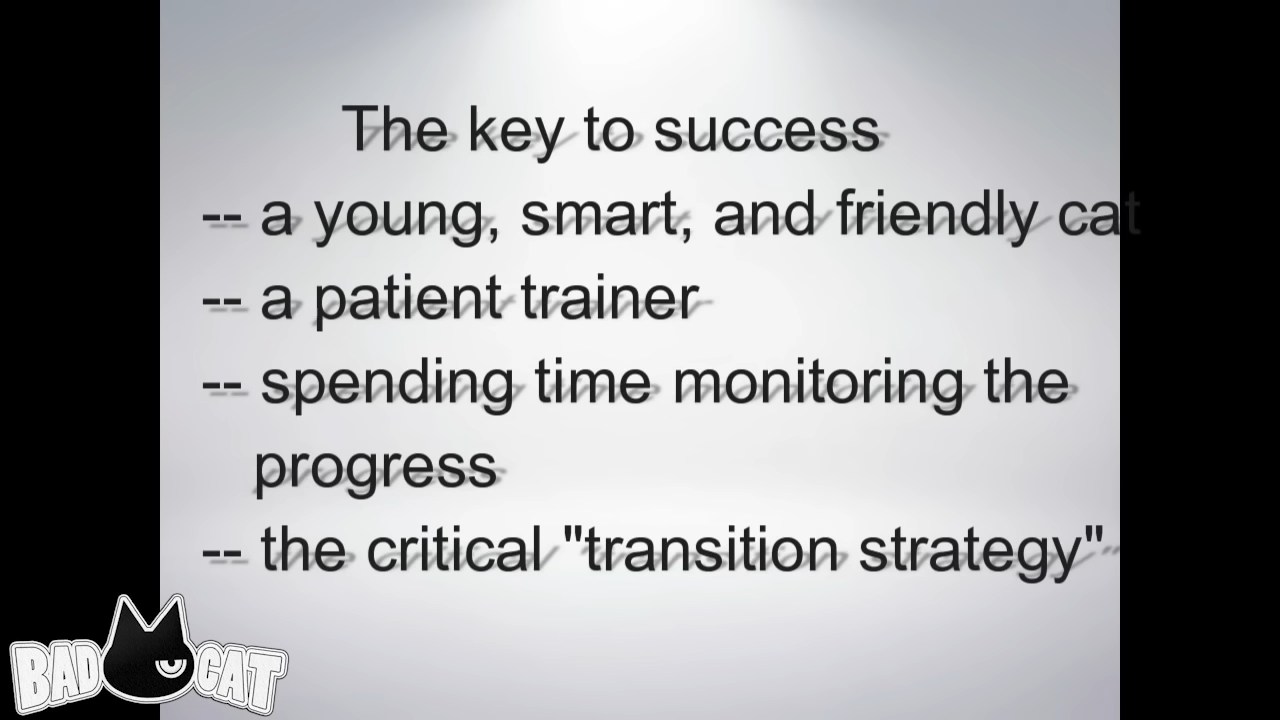 The key to success
-- a young, smart, and friendly cat
-- a patient trainer
-- spending time monitoring the
progress
-- the critical "transition strategy"
BAD CAT